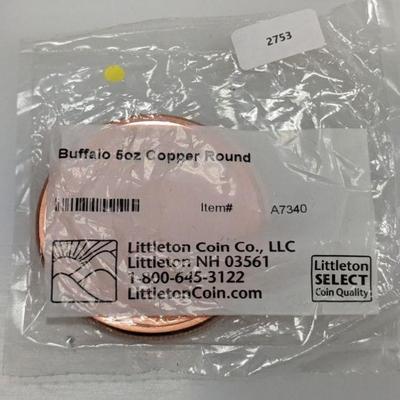 2753
Buffalo 5oz Copper Round
Item# A7340
Littleton Coin Co., LLC
Littleton NH 03561
1-800-645-3122
LittletonCoin.com
Littleton
SELECT
Coin Quality